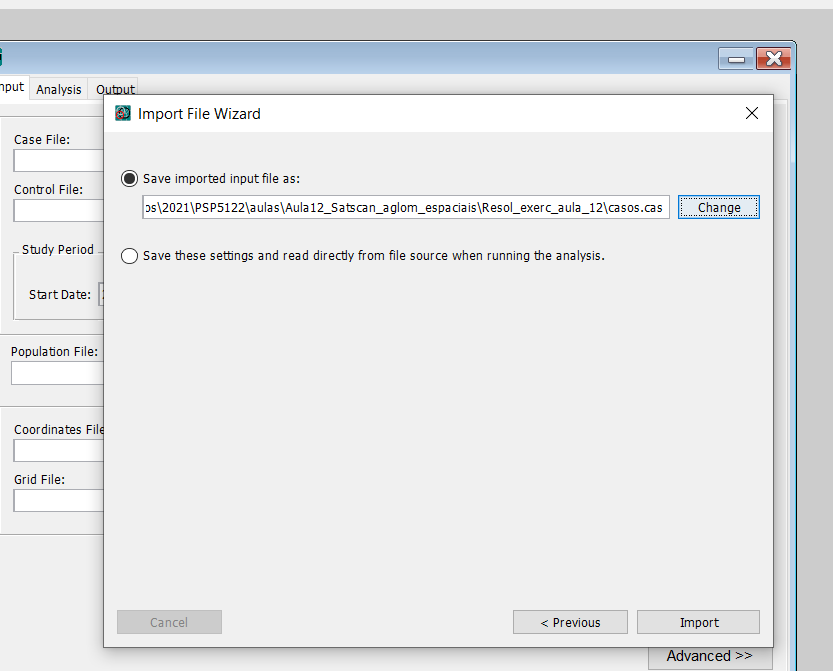 Analysis
Output
Import File Wizard
Case File:
Save imported input file as:
Control File:
\2021\PSP5122\aulas\Aula12_Satscan_aglom_espaciais\Resol_exerc_aula_12\casos.cas
Change
Study Period
Save these settings and read directly from file source when running the analysis.
Start Date:
Population File:
Coordinates File
Grid File:
Cancel
< Previous
Import
Advanced >>